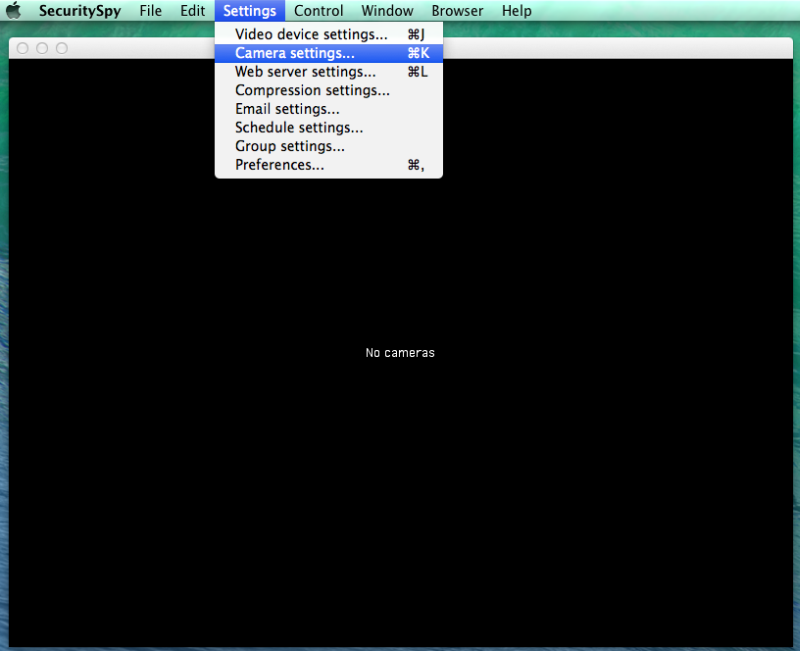 SecuritySpy File Edit Settings Control Window Browser Help
Video device settings... ⌘J
Camera settings... ⌘K
Web server settings... ⌘L
Compression settings...
Email settings...
Schedule settings...
Group settings...
Preferences... ⌘,
No cameras